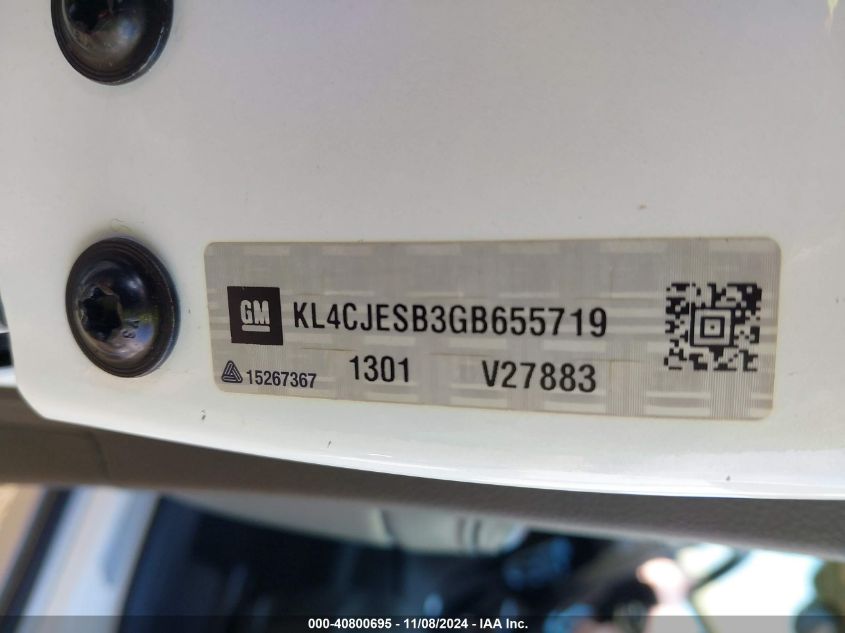 GM KL4CJESB3GB655719
15267367 1301 V27883
000-40800695 - 11/08/2024 - IAA Inc.